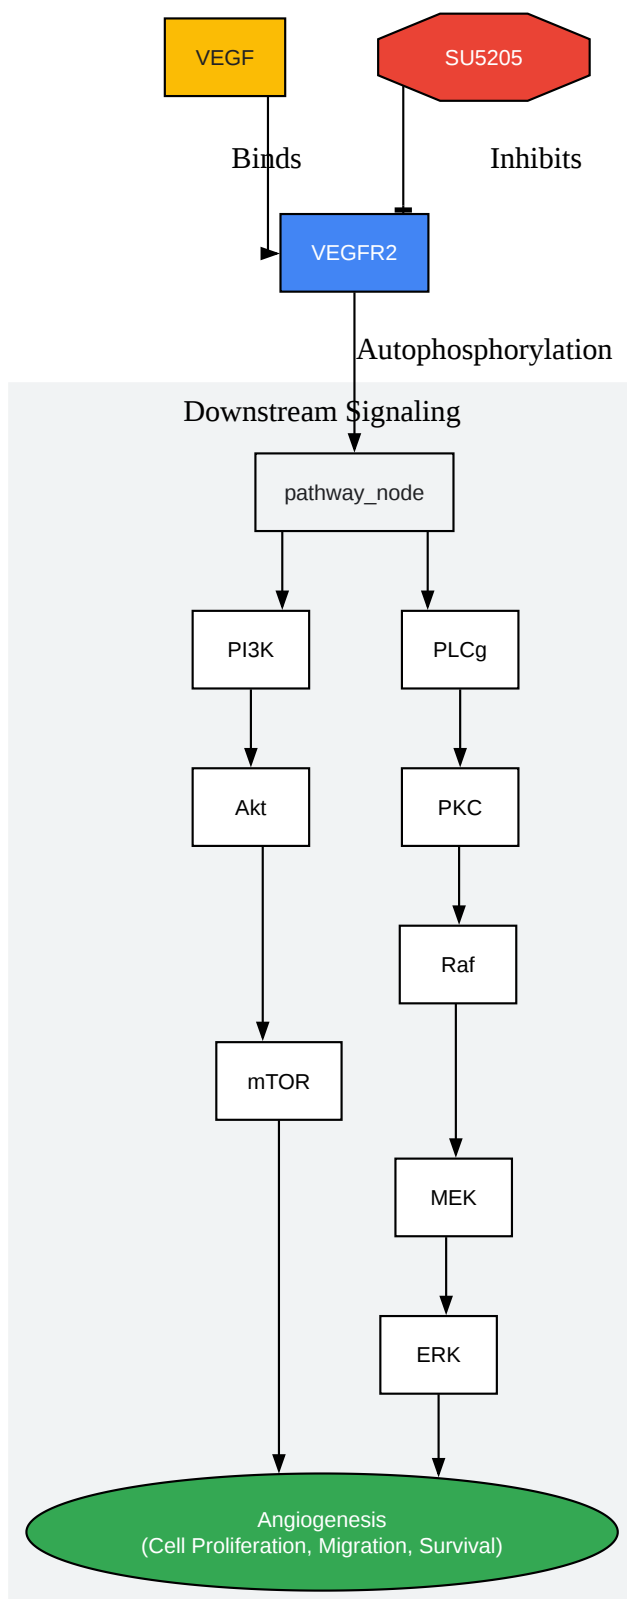 VEGF
SU5205
Binds
Inhibits
VEGFR2
Autophosphorylation
Downstream Signaling
pathway_node
PI3K
PLCg
Akt
PKC
Raf
mTOR
MEK
ERK
Angiogenesis
(Cell Proliferation, Migration, Survival)